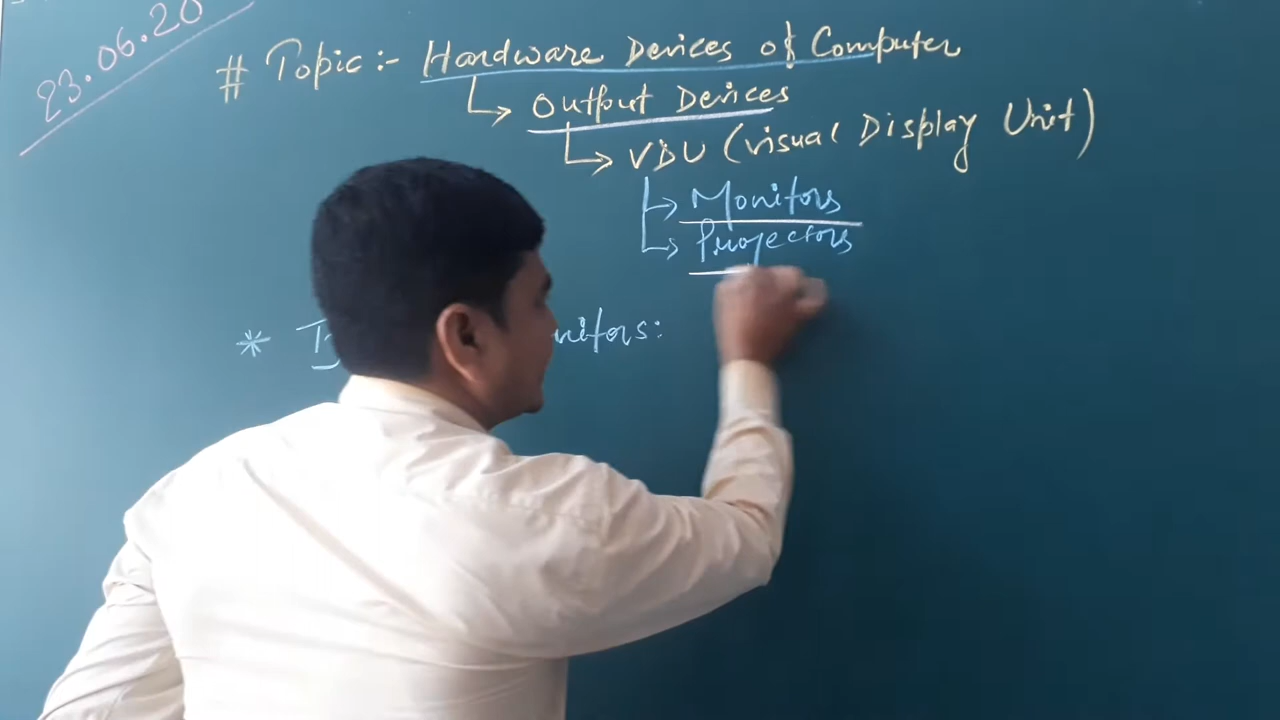 23.06.20
# Topic :- Hardware Devices of Computer
Output Devices
VDU (Visual Display Unit)
Monitors
Projectors
* nitors: